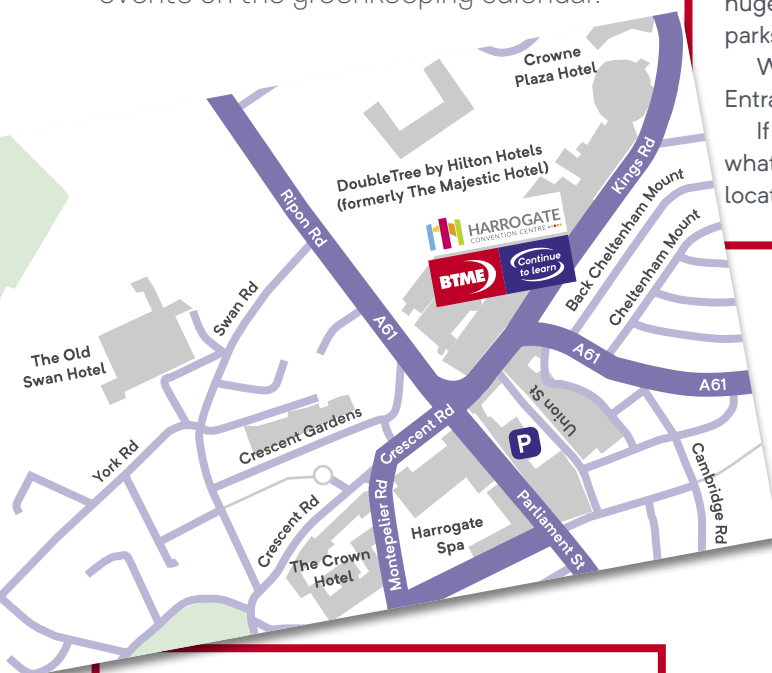 events on the greenkeeping calendar.
huge
parks
W
Entra
If
what
locat
Crowne
Plaza Hotel
DoubleTree by Hilton Hotels
(formerly The Majestic Hotel)
Kings Rd
Ripon Rd
HARROGATE
CONVENTION CENTRE
BTME
Continue
to learn
Back Cheltenham Mount
Cheltenham Mount
Swan Rd
A61
The Old
Swan Hotel
A61
A61
Union St
Crescent Rd
Crescent Gardens
P
York Rd
Cambridge Rd
Crescent Rd
Montepelier Rd
Harrogate
Spa
Parliament St
The Crown
Hotel